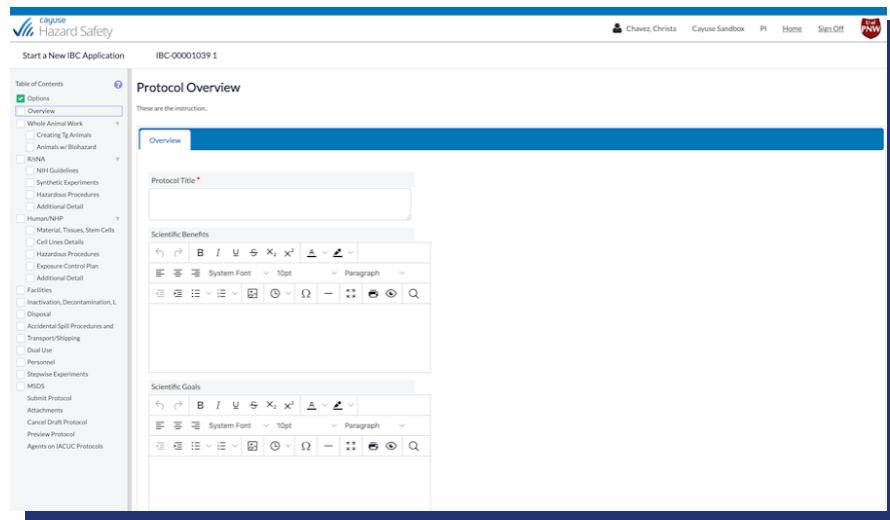 cayuse
Hazard Safety
Chavez, Christa Cayuse Sandbox PI Home Sign Off
U of
PNW
Start a New IBC Application IBC-00001039 1
Table of Contents
Options
Overview
Whole Animal Work
Creating Tg Animals
Animals w/ Biohazard
R/sNA
NIH Guidelines
Synthetic Experiments
Hazardous Procedures
Additional Detail
Human/NHP
Material, Tissues, Stem Cells
Cell Lines Details
Hazardous Procedures
Exposure Control Plan
Additional Detail
Facilities
Inactivation, Decontamination, L
Disposal
Accidental Spill Procedures and
Transport/Shipping
Dual Use
Personnel
Stepwise Experiments
MSDS
Submit Protocol
Attachments
Cancel Draft Protocol
Preview Protocol
Agents on IACUC Protocols
Protocol Overview
These are the instruction..
Overview
Protocol Title *
Scientific Benefits
B I U S X₂ X² A
System Font 10pt Paragraph
Ω
Scientific Goals
B I U S X₂ X² A
System Font 10pt Paragraph
Ω